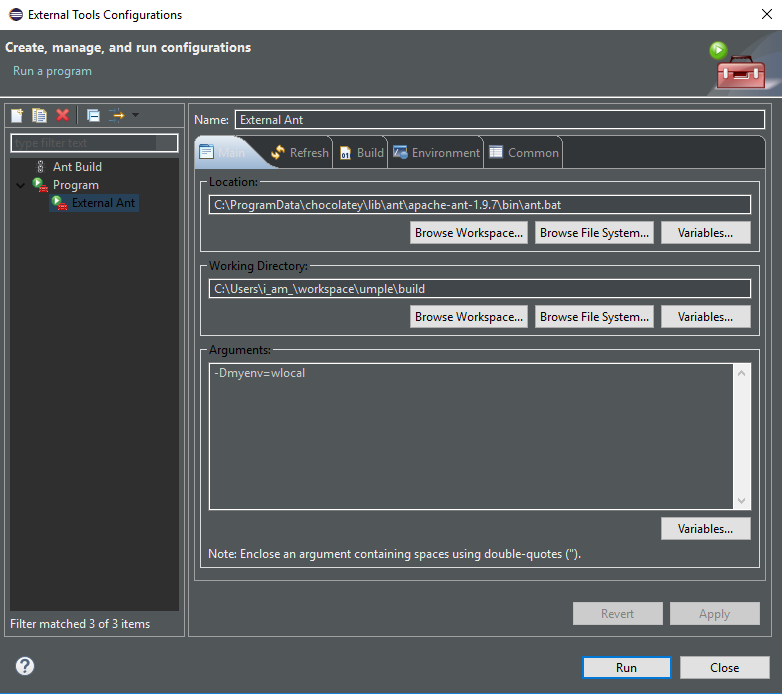 External Tools Configurations
Create, manage, and run configurations
Run a program
Name: External Ant
type filter text
Ant Build
Program
External Ant
Filter matched 3 of 3 items
Main Refresh Build Environment Common
Location:
C:\ProgramData\chocolatey\lib\ant\apache-ant-1.9.7\bin\ant.bat
Browse Workspace... Browse File System... Variables...
Working Directory:
C:\Users\i_am_\workspace\umple\build
Browse Workspace... Browse File System... Variables...
Arguments:
-Dmyenv=wlocal
Variables...
Note: Enclose an argument containing spaces using double-quotes (").
Revert Apply
Run Close